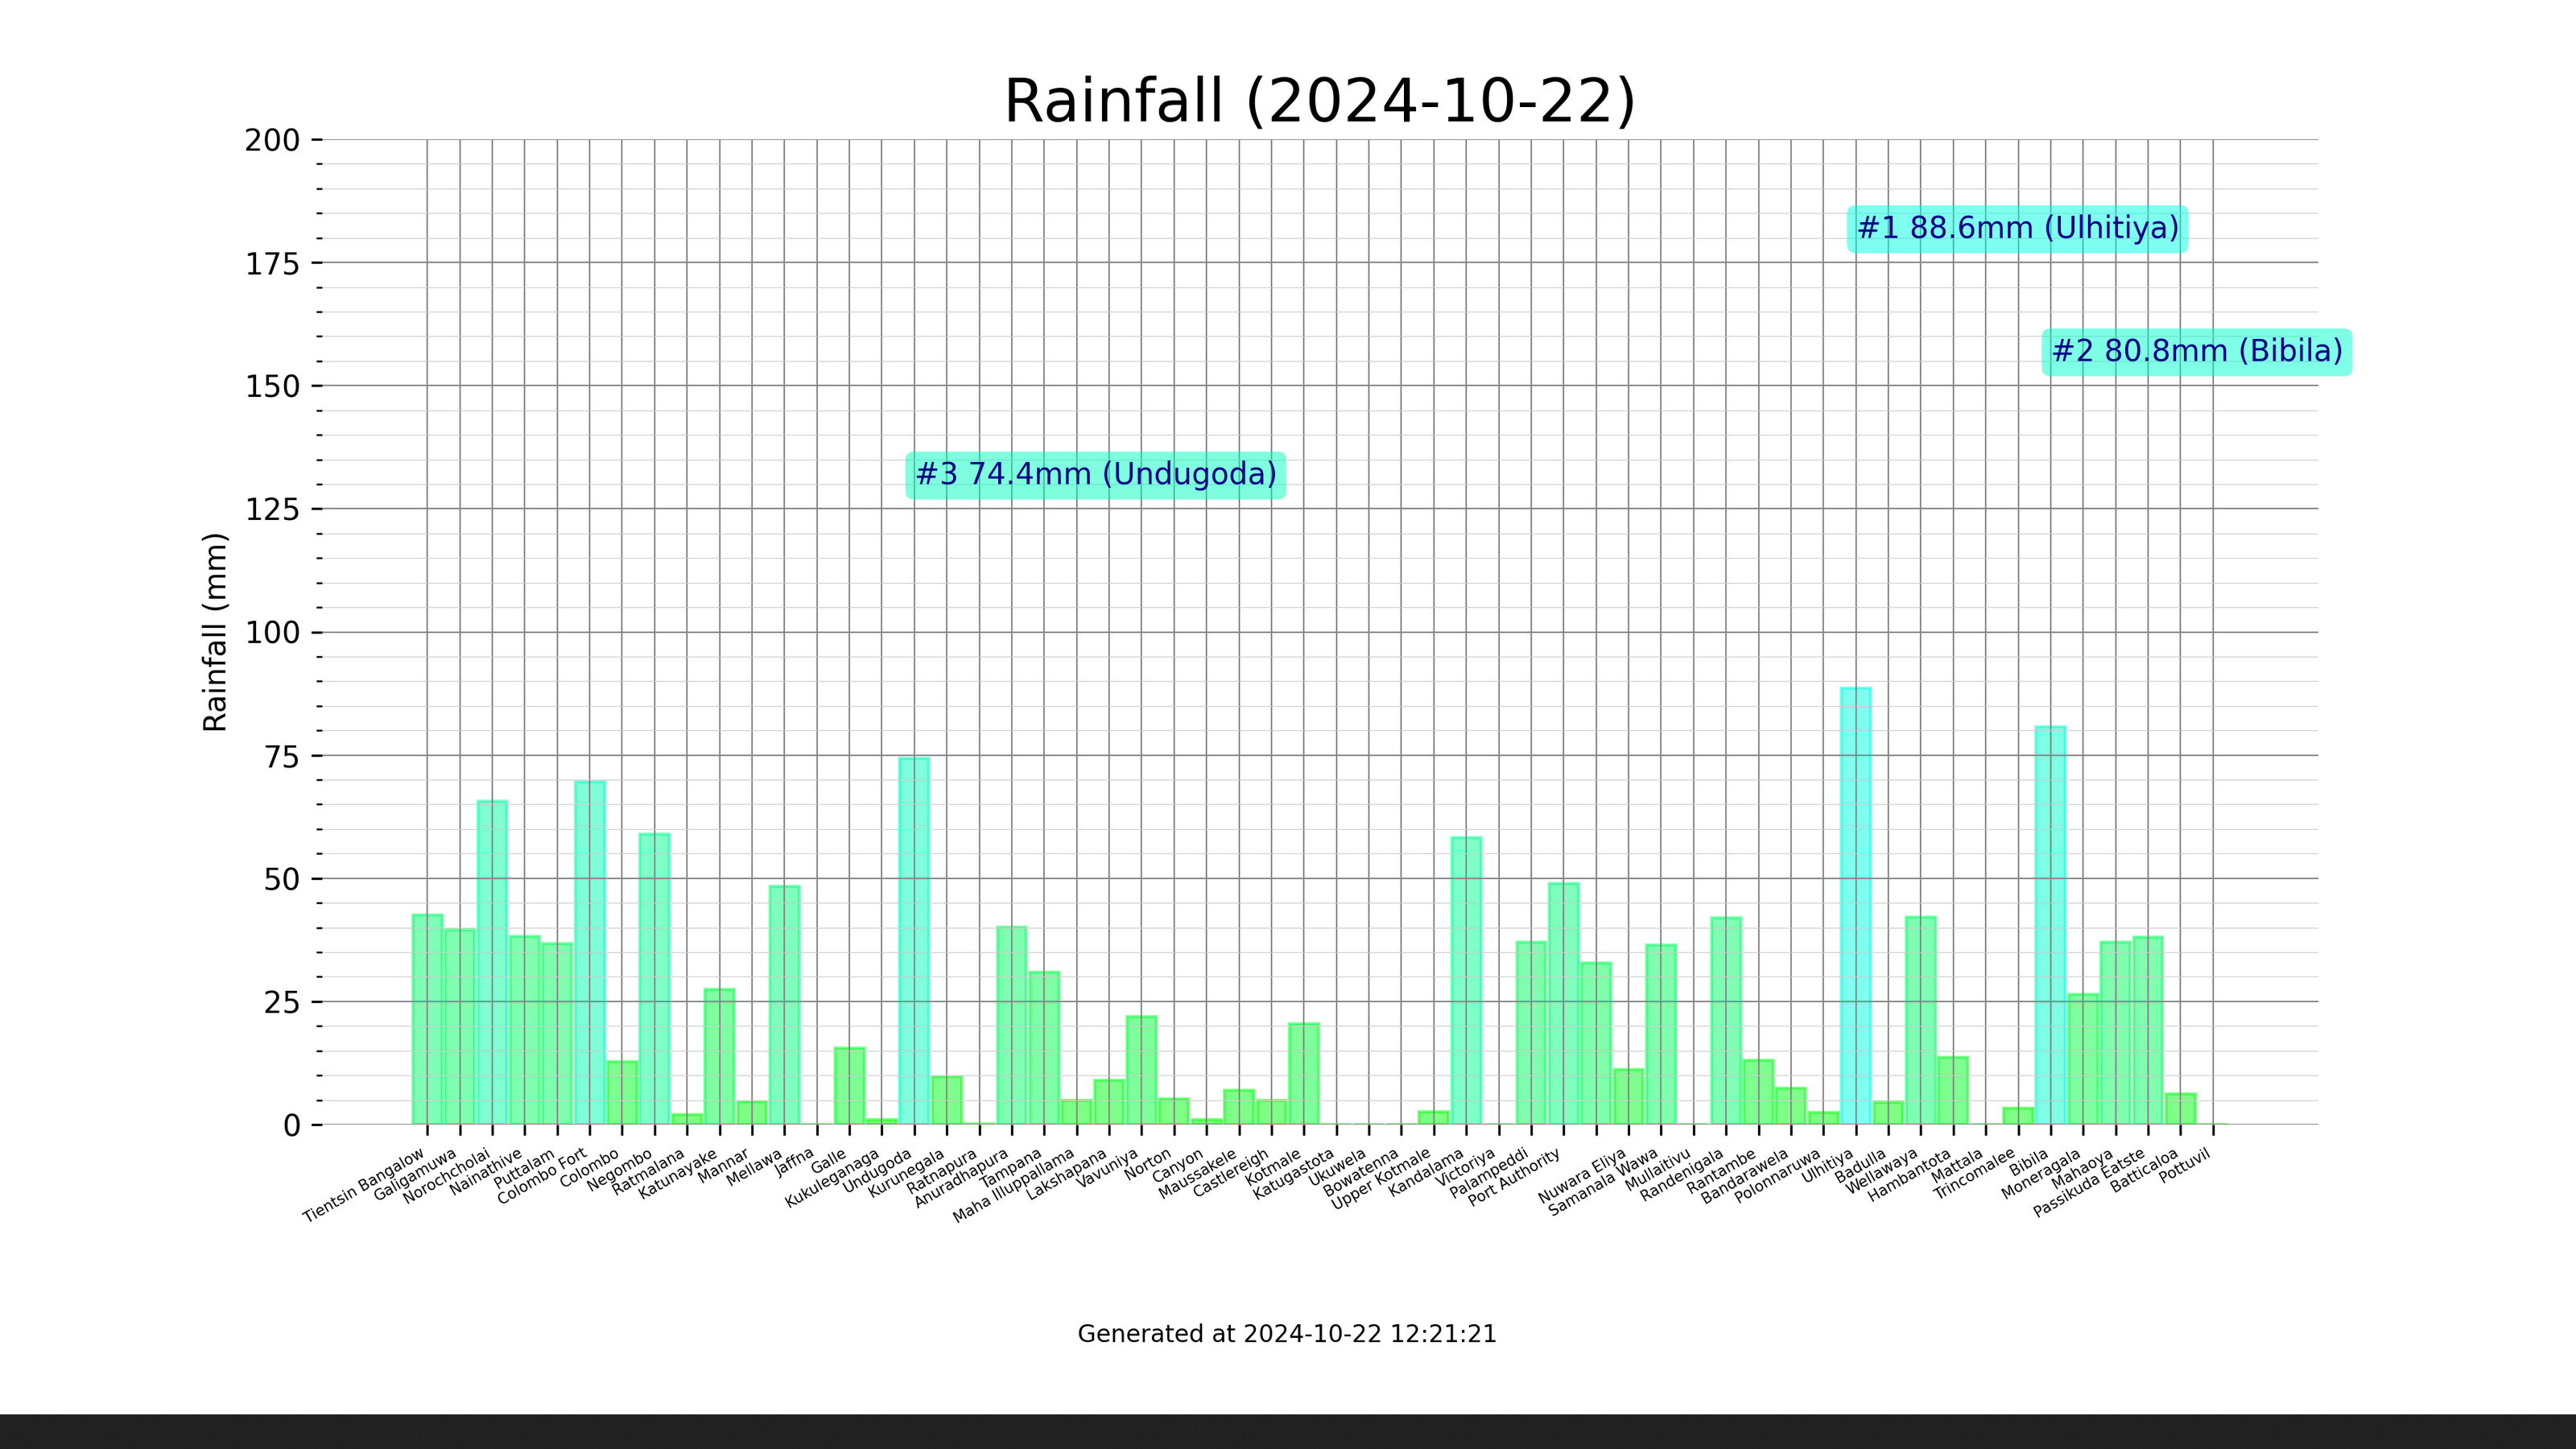 Rainfall (2024-10-22)
200
175
150
125
100
75
50
25
0
Rainfall (mm)
#1 88.6mm (Ulhitiya)
#2 80.8mm (Bibila)
#3 74.4mm (Undugoda)
Tientsin Bangalow
Galigamuwa
Norochcholai
Nainathive
Puttalam
Colombo Fort
Colombo
Negombo
Ratmalana
Katunayake
Mannar
Mellawa
Jaffna
Galle
Kukuleganaga
Undugoda
Kurunegala
Ratnapura
Anuradhapura
Tampana
Maha Illuppallama
Lakshapana
Vavuniya
Norton
Canyon
Maussakele
Castlereigh
Kotmale
Katugastota
Ukuwela
Bowatenna
Upper Kotmale
Kandalama
Victoriya
Palampeddi
Port Authority
Nuwara Eliya
Samanala Wawa
Mullaitivu
Randenigala
Rantambe
Bandarawela
Polonnaruwa
Ulhitiya
Badulla
Wellawaya
Hambantota
Mattala
Trincomalee
Bibila
Moneragala
Mahaoya
Passikuda Eatste
Batticaloa
Pottuvil
Generated at 2024-10-22 12:21:21